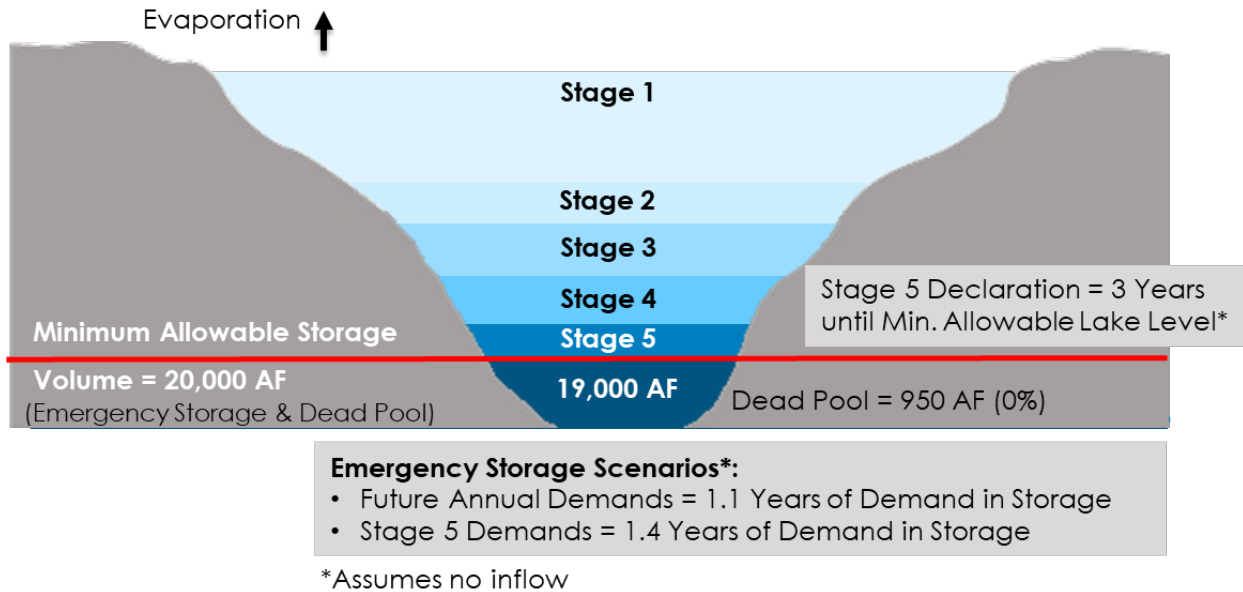 Evaporation
Stage 1
Stage 2
Stage 3
Stage 4
Stage 5 Declaration = 3 Years
until Min. Allowable Lake Level*
Minimum Allowable Storage
Stage 5
Volume = 20,000 AF
(Emergency Storage & Dead Pool)
19,000 AF
Dead Pool = 950 AF (0%)
Emergency Storage Scenarios*:
• Future Annual Demands = 1.1 Years of Demand in Storage
• Stage 5 Demands = 1.4 Years of Demand in Storage
*Assumes no inflow